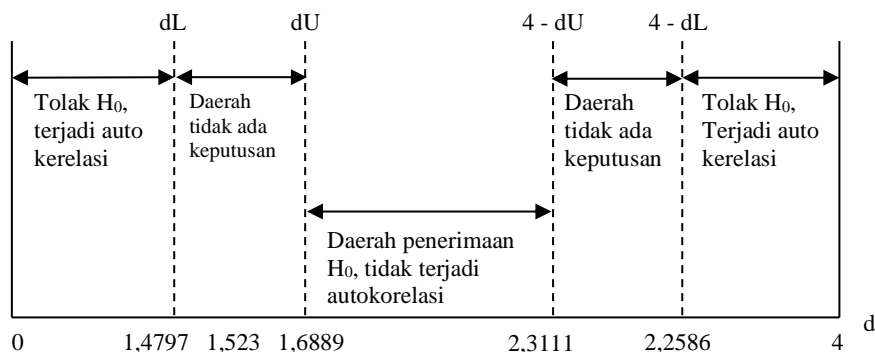 dL dU 4 - dU 4 - dL
Tolak H₀,
terjadi auto
kerelasi
Daerah
tidak ada
keputusan
Daerah
tidak ada
keputusan
Tolak H₀,
Terjadi auto
kerelasi
Daerah penerimaan
H₀, tidak terjadi
autokorelasi
d
0 1,4797 1,523 1,6889 2,3111 2,2586 4